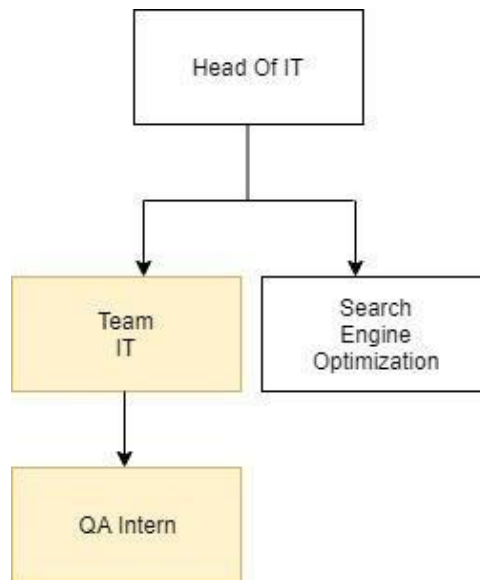 Head Of IT
Team
IT
Search
Engine
Optimization
QA Intern